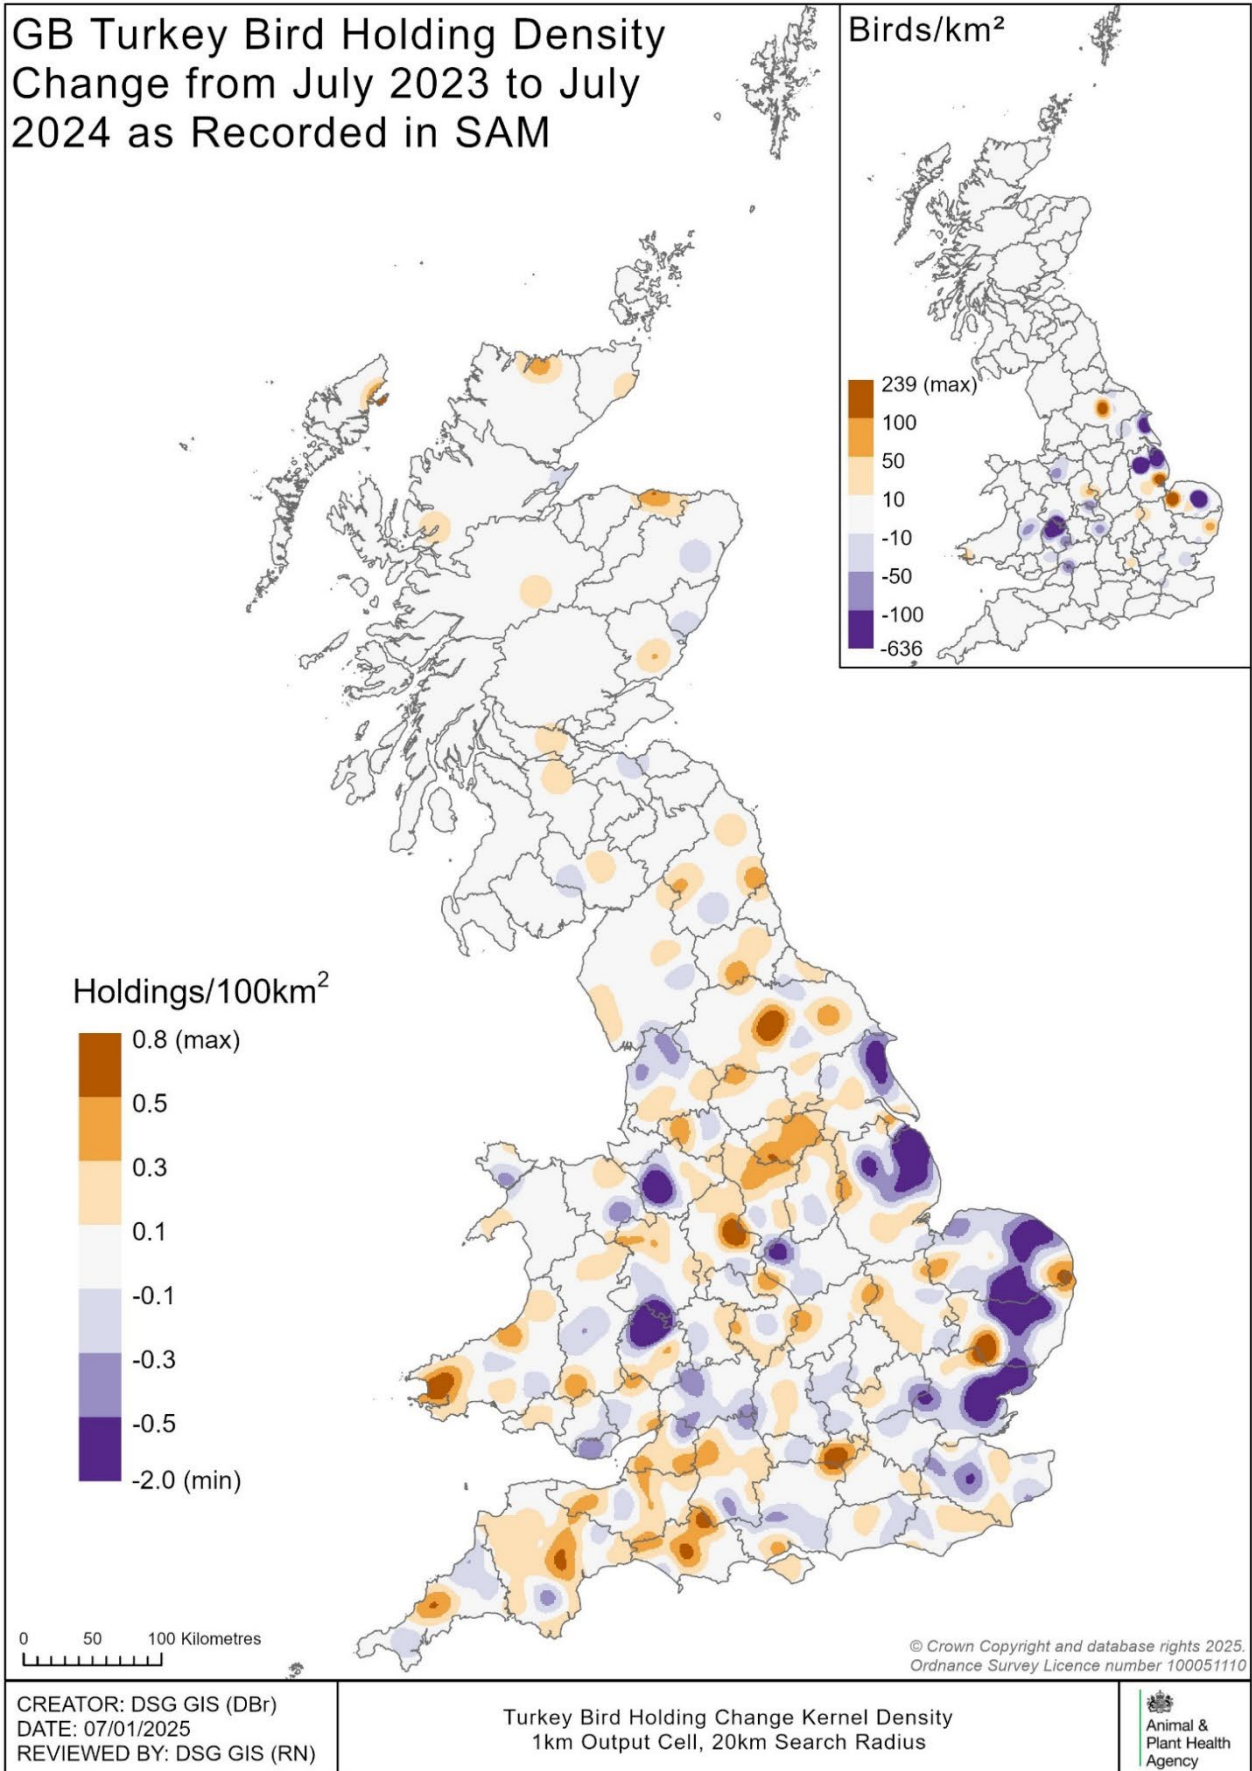 GB Turkey Bird Holding Density
Change from July 2023 to July
2024 as Recorded in SAM
Birds/km²
239 (max)
100
50
10
-10
-50
-100
-636
Holdings/100km²
0.8 (max)
0.5
0.3
0.1
-0.1
-0.3
-0.5
-2.0 (min)
0 50 100 Kilometres
© Crown Copyright and database rights 2025.
Ordnance Survey Licence number 100051110
CREATOR: DSG GIS (DBr)
DATE: 07/01/2025
REVIEWED BY: DSG GIS (RN)
Turkey Bird Holding Change Kernel Density
1km Output Cell, 20km Search Radius
Animal &
Plant Health
Agency